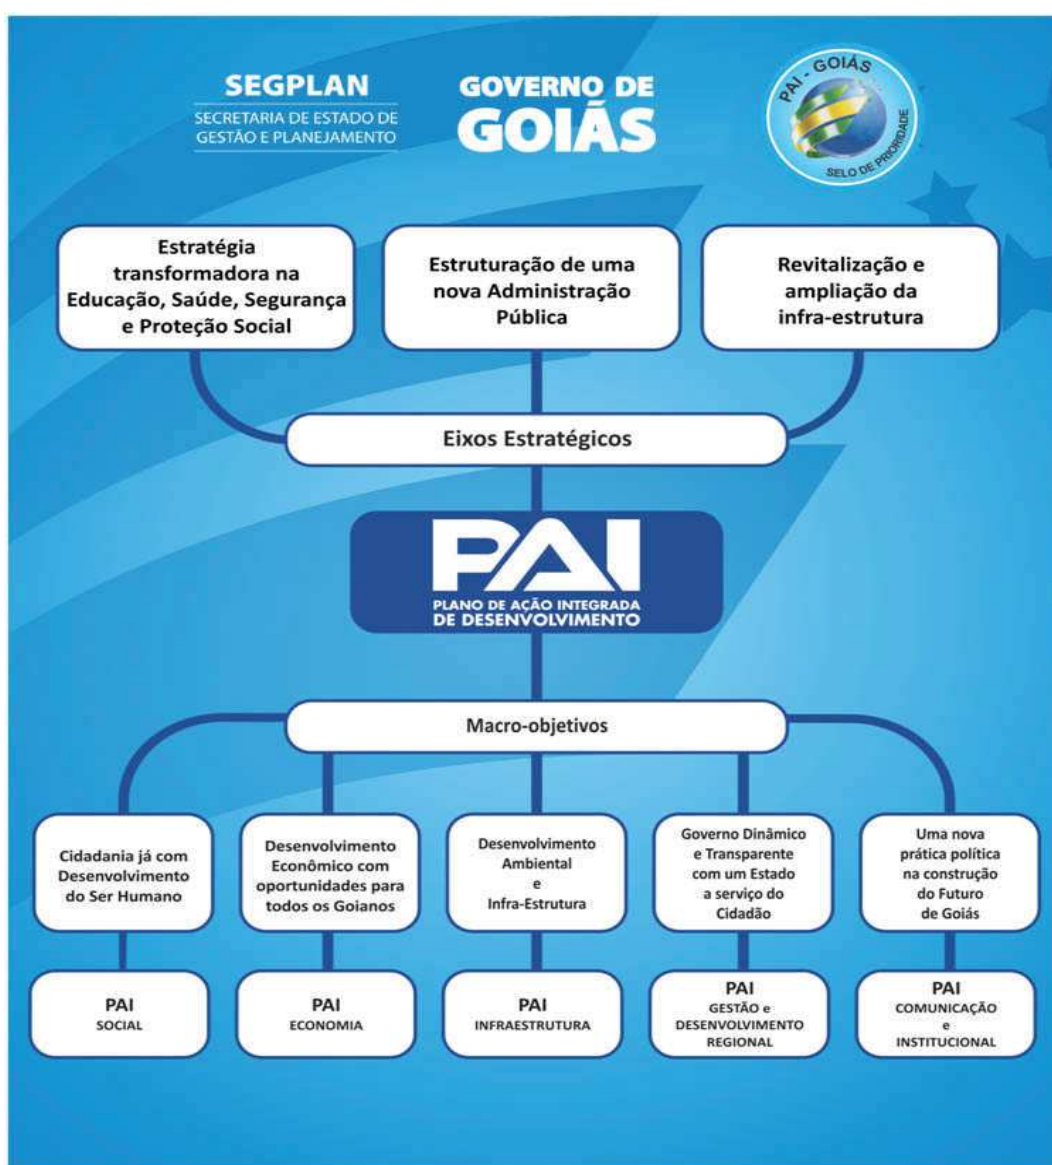 SEGPLAN
SECRETARIA DE ESTADO DE
GESTÃO E PLANEJAMENTO
GOVERNO DE
GOIÁS
PAI - GOIÁS
SELO DE PRIORIDADE
Estratégia
transformadora na
Educação, Saúde, Segurança
e Proteção Social
Estruturação de uma
nova Administração
Pública
Revitalização e
ampliação da
infra-estrutura
Eixos Estratégicos
PAI
PLANO DE AÇÃO INTEGRADA
DE DESENVOLVIMENTO
Macro-objetivos
Cidadania já com
Desenvolvimento
do Ser Humano
Desenvolvimento
Econômico com
oportunidades para
todos os Goianos
Desenvolvimento
Ambiental
e
Infra-Estrutura
Governo Dinâmico
e Transparente
com um Estado
a serviço do
Cidadão
Uma nova
prática política
na construção
do Futuro
de Goiás
PAI
SOCIAL
PAI
ECONOMIA
PAI
INFRAESTRUTURA
PAI
GESTÃO e
DESENVOLVIMENTO
REGIONAL
PAI
COMUNICAÇÃO
e
INSTITUCIONAL